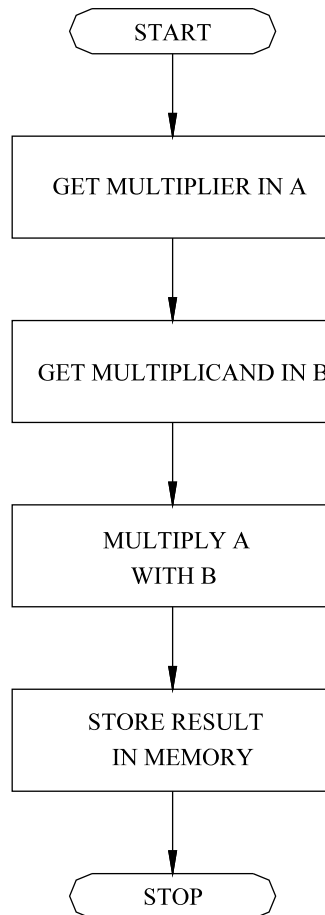 START
GET MULTIPLIER IN A
GET MULTIPLICAND IN B
MULTIPLY A
WITH B
STORE RESULT
IN MEMORY
STOP